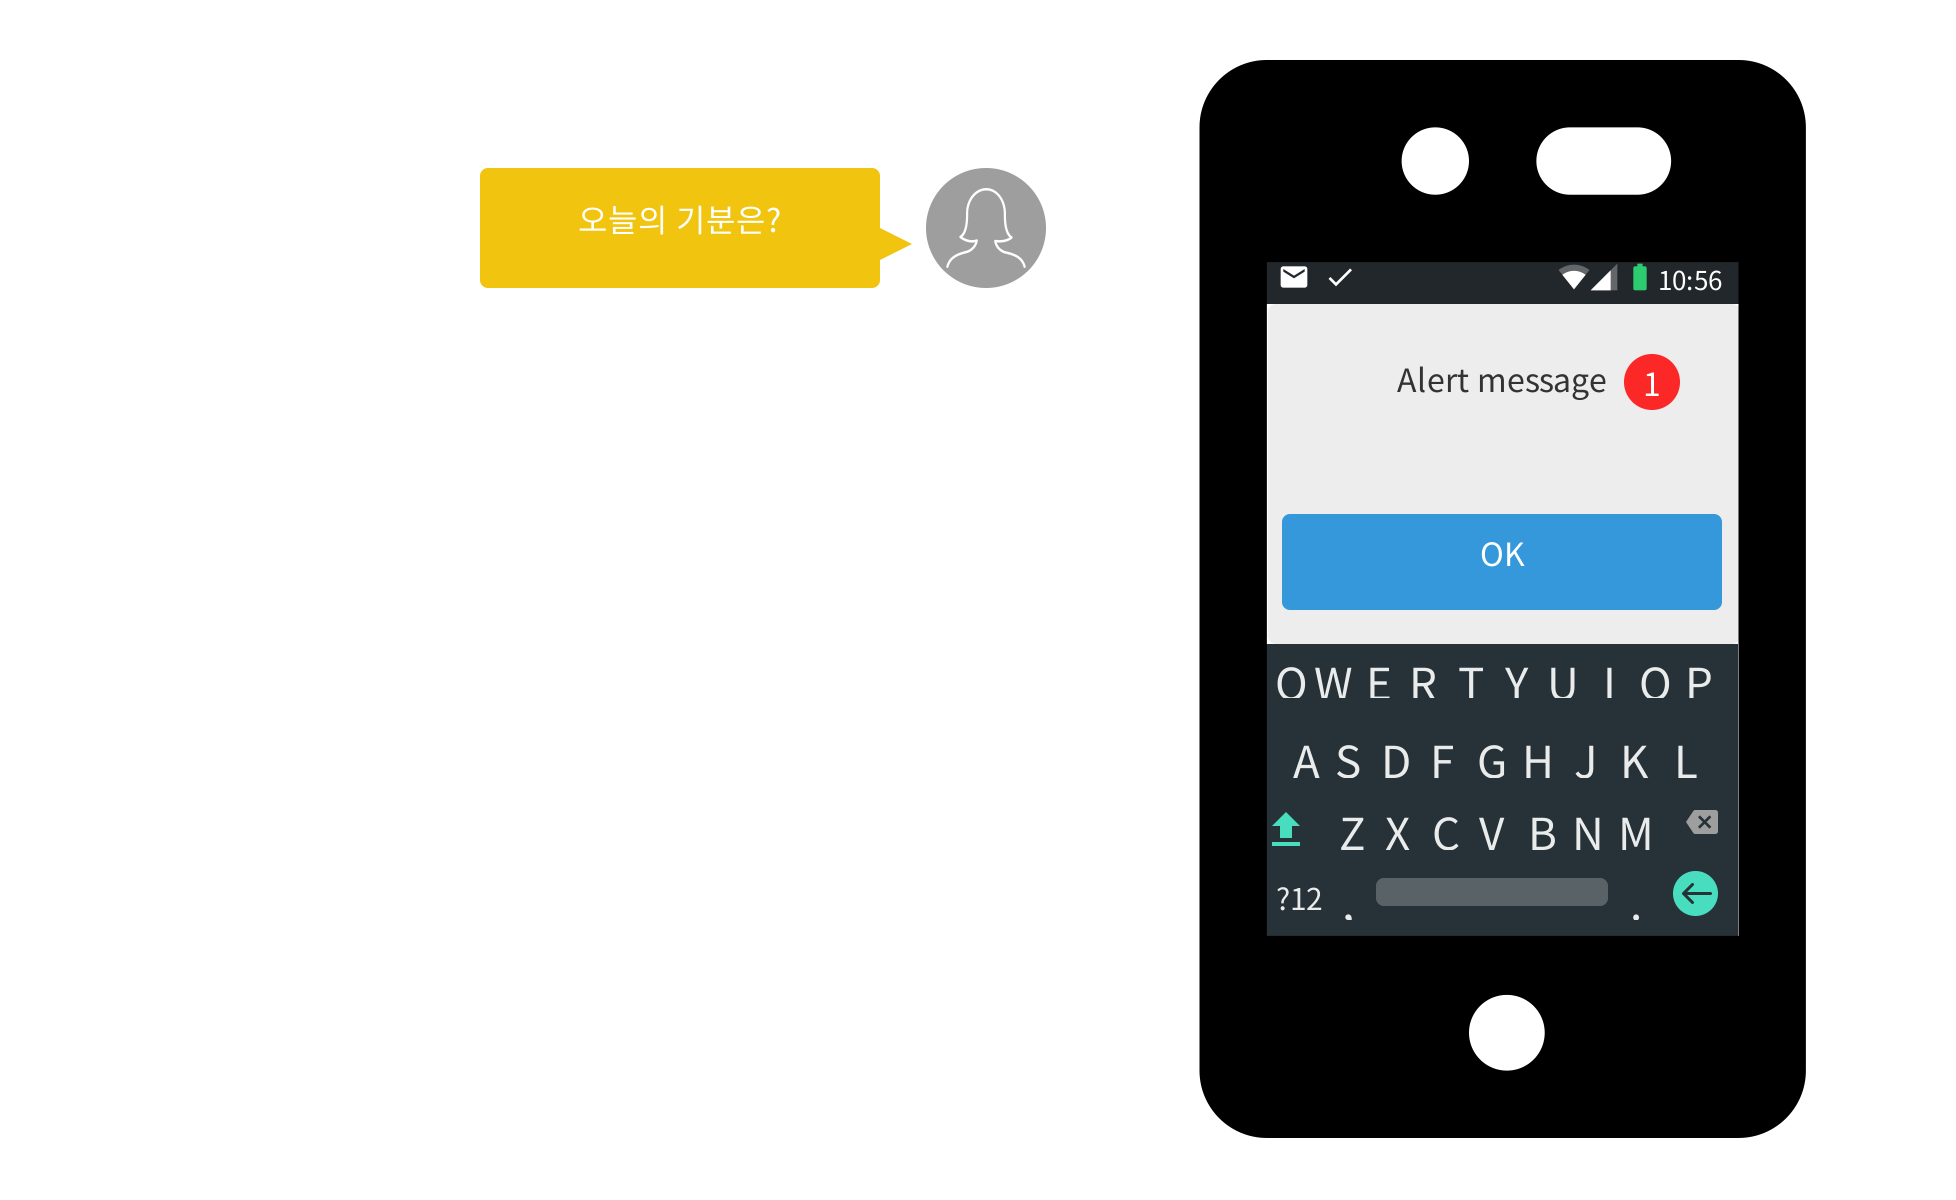 오늘의 기분은?
10:56
Alert message 1
OK
Q W E R T Y U I O P
A S D F G H J K L
Z X C V B N M
?12 , .